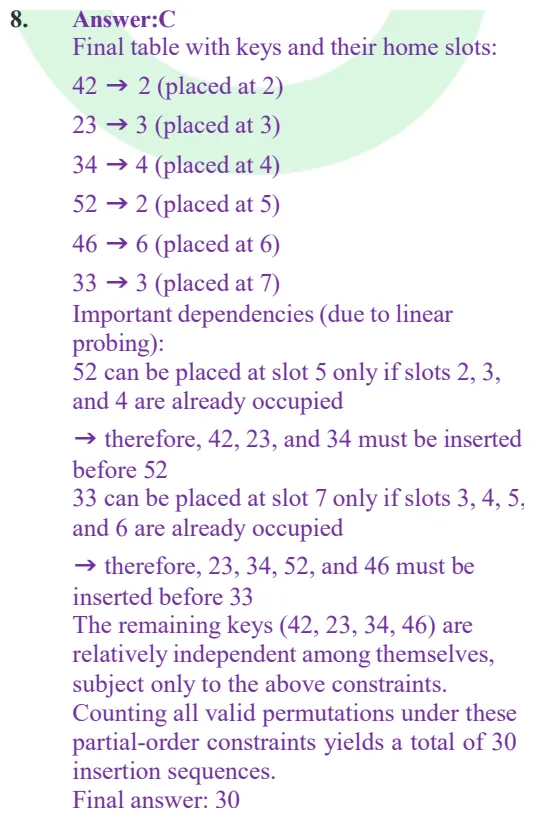 8. Answer:C
Final table with keys and their home slots:
42 → 2 (placed at 2)
23 → 3 (placed at 3)
34 → 4 (placed at 4)
52 → 2 (placed at 5)
46 → 6 (placed at 6)
33 → 3 (placed at 7)
Important dependencies (due to linear
probing):
52 can be placed at slot 5 only if slots 2, 3,
and 4 are already occupied
→ therefore, 42, 23, and 34 must be inserted
before 52
33 can be placed at slot 7 only if slots 3, 4, 5,
and 6 are already occupied
→ therefore, 23, 34, 52, and 46 must be
inserted before 33
The remaining keys (42, 23, 34, 46) are
relatively independent among themselves,
subject only to the above constraints.
Counting all valid permutations under these
partial-order constraints yields a total of 30
insertion sequences.
Final answer: 30